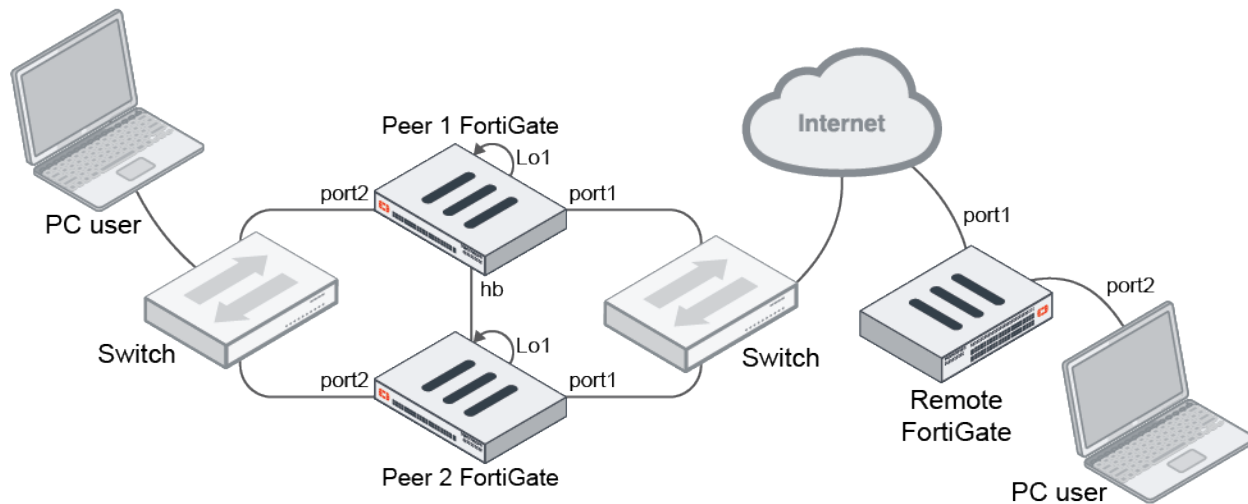 Peer 1 FortiGate
Internet
Lo1
port2
port1
PC user
port1
hb
port2
Switch
Lo1
Switch
port2
port1
Remote
FortiGate
Peer 2 FortiGate
PC user